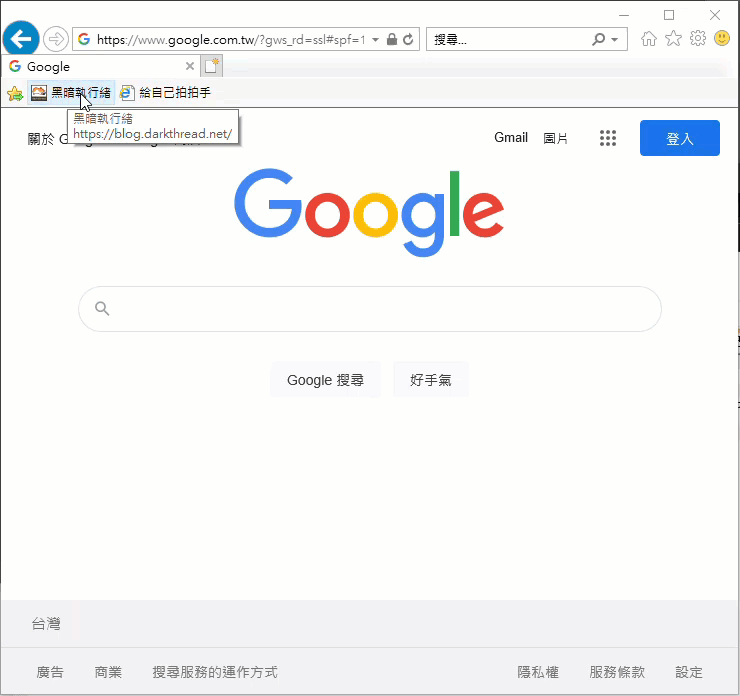 https://www.google.com.tw/?gws_rd=ssl#spf=1
搜尋...
Google
黑暗執行緒 給自己拍拍手
黑暗執行緒
https://blog.darkthread.net/
關於 G
Gmail 圖片 登入
Google
Google 搜尋 好手氣
台灣
廣告 商業 搜尋服務的運作方式 隱私權 服務條款 設定